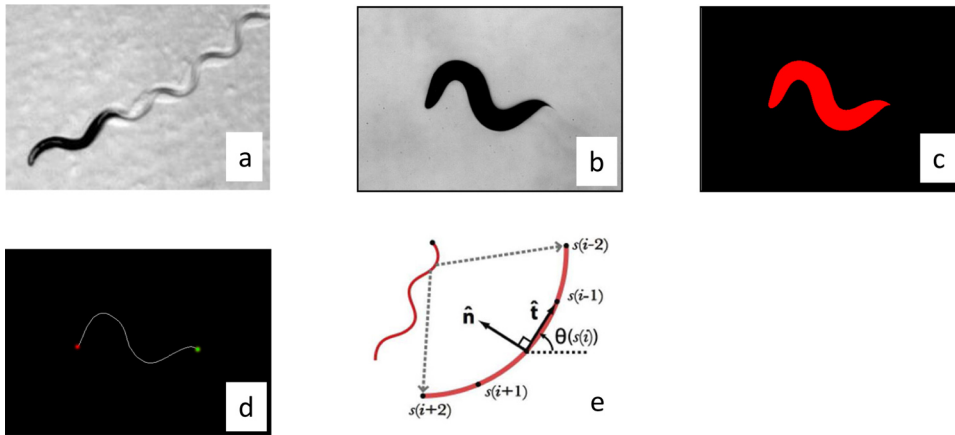 a
b
c
d
s(i-2)
s(i-1)
n̂
t̂
θ(s(i))
s(i+1)
s(i+2)
e